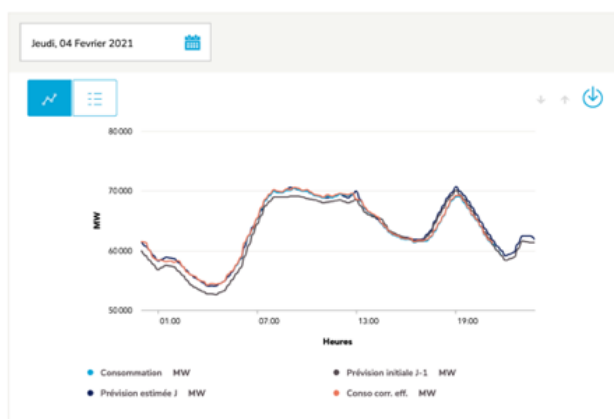 Jeudi, 04 Fevrier 2021
80 000
70 000
MW
60 000
50 000
01:00 07:00 13:00 19:00
Heures
Consommation MW
Prévision initiale J-1 MW
Prévision estimée J MW
Conso corr. eff. MW